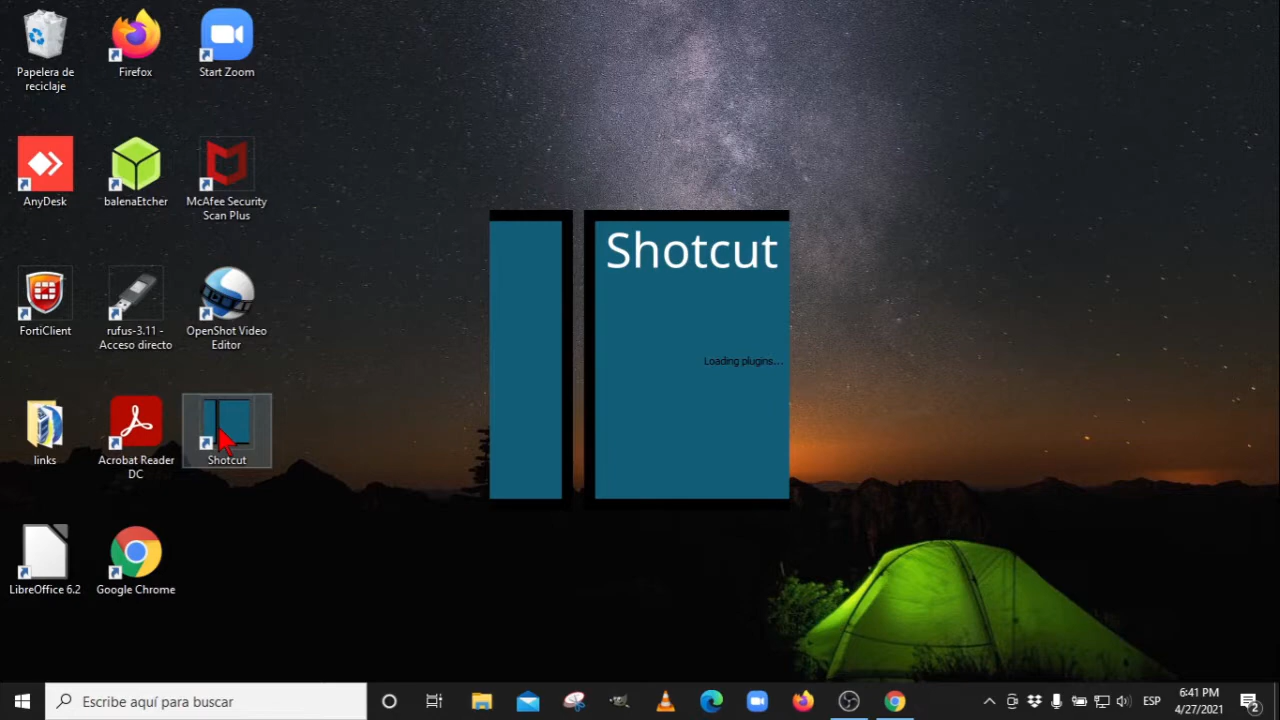 Papelera de
reciclaje
Firefox
Start Zoom
AnyDesk
balenaEtcher
McAfee Security
Scan Plus
FortiClient
rufus-3.11 -
Acceso directo
OpenShot Video
Editor
links
Acrobat Reader
DC
Shotcut
LibreOffice 6.2
Google Chrome
Shotcut
Loading plugins...
Escribe aquí para buscar
ESP
6:41 PM
4/27/2021
2